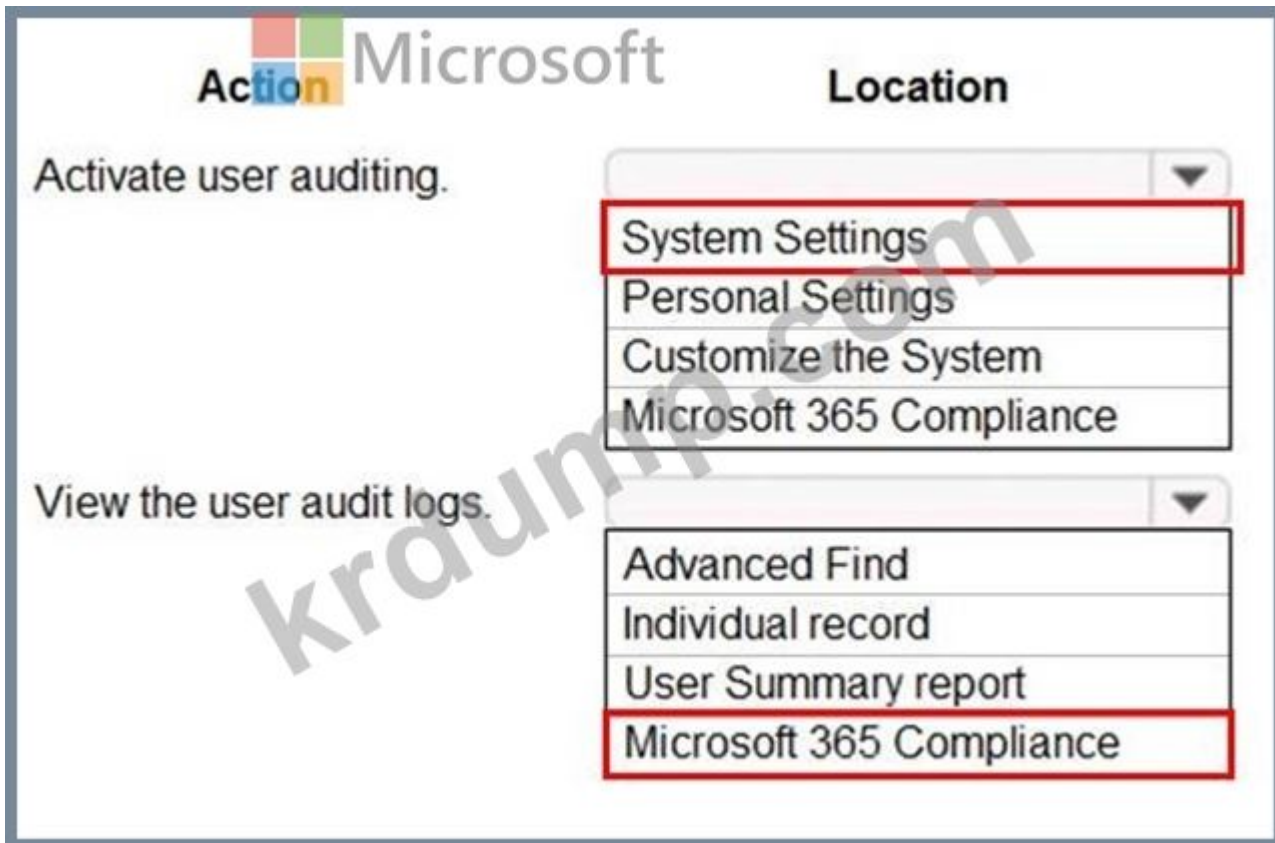 Microsoft
Action Location
Activate user auditing.
System Settings
Personal Settings
Customize the System
Microsoft 365 Compliance
View the user audit logs.
Advanced Find
Individual record
User Summary report
Microsoft 365 Compliance
krdump.com